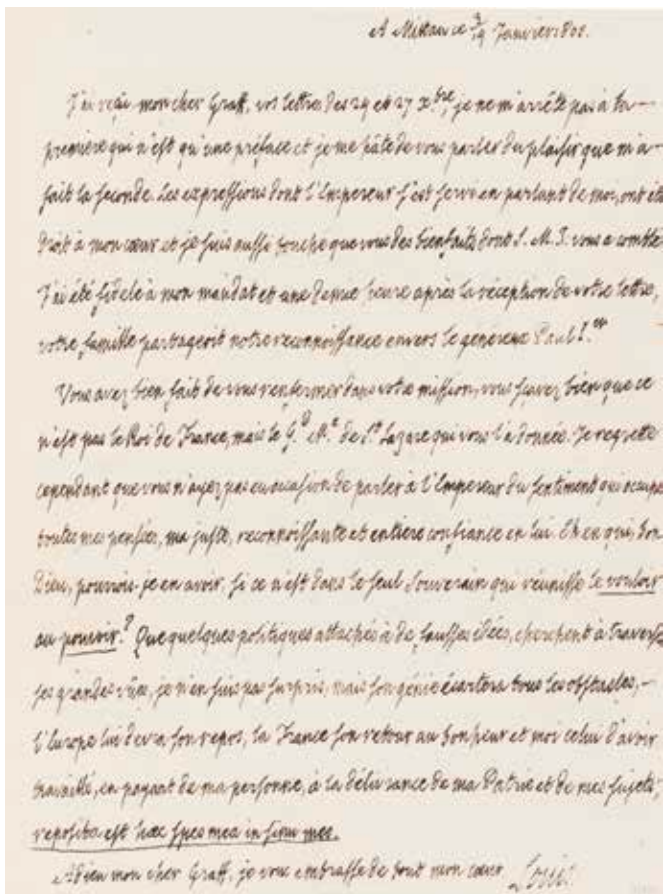 A Mittau ce 3/19 Janvier 1800.
J'ai reçu mon cher Graff, vos lettres des 24 et 27 Xbre, je ne m'arrête pas à la
première qui n'est qu'une préface et je me hâte de vous parler du plaisir que m'a
fait la seconde. Les expressions dont l'Empereur s'est servi en parlant de moi, ont été
droit à mon cœur et je suis aussi touché que vous des bienfaits dont S. M. I. vous a comblé.
J'ai été fidele à mon mandat et une demie heure après la réception de votre lettre,
votre famille partageoit notre reconnoissance envers le généreux Paul I.er
Vous avez bien fait de vous renfermer dans votre mission, vous sçavez bien que ce
n'est pas le Roi de France, mais le G.d M.e de S.t Lazare qui vous l'a donnée. Je regrette
cependant que vous n'ayez pas eu occasion de parler à l'Empereur du sentiment qui occupe
toutes mes pensées, ma juste, reconnoissante et entiere confiance en lui. Eh en qui, bon
Dieu, pourrois-je en avoir, si ce n'est dans le seul Souverain qui réunisse le vouloir
au pouvoir? Que quelques politiques attachés à de fausses idées, cherchent à traverser
ses grandes vües, je n'en suis pas surpris, mais son génie écartera tous les obstacles,
l'Europe lui devra son repos, la France son retour au bonheur et moi celui d'avoir
travaillé, en payant de ma personne, à la délivrance de ma Patrie et de mes sujets;
reposita est hæc spes mea in sinu meo.
Adieu mon cher Graff, je vous embrasse de tout mon cœur. Louis